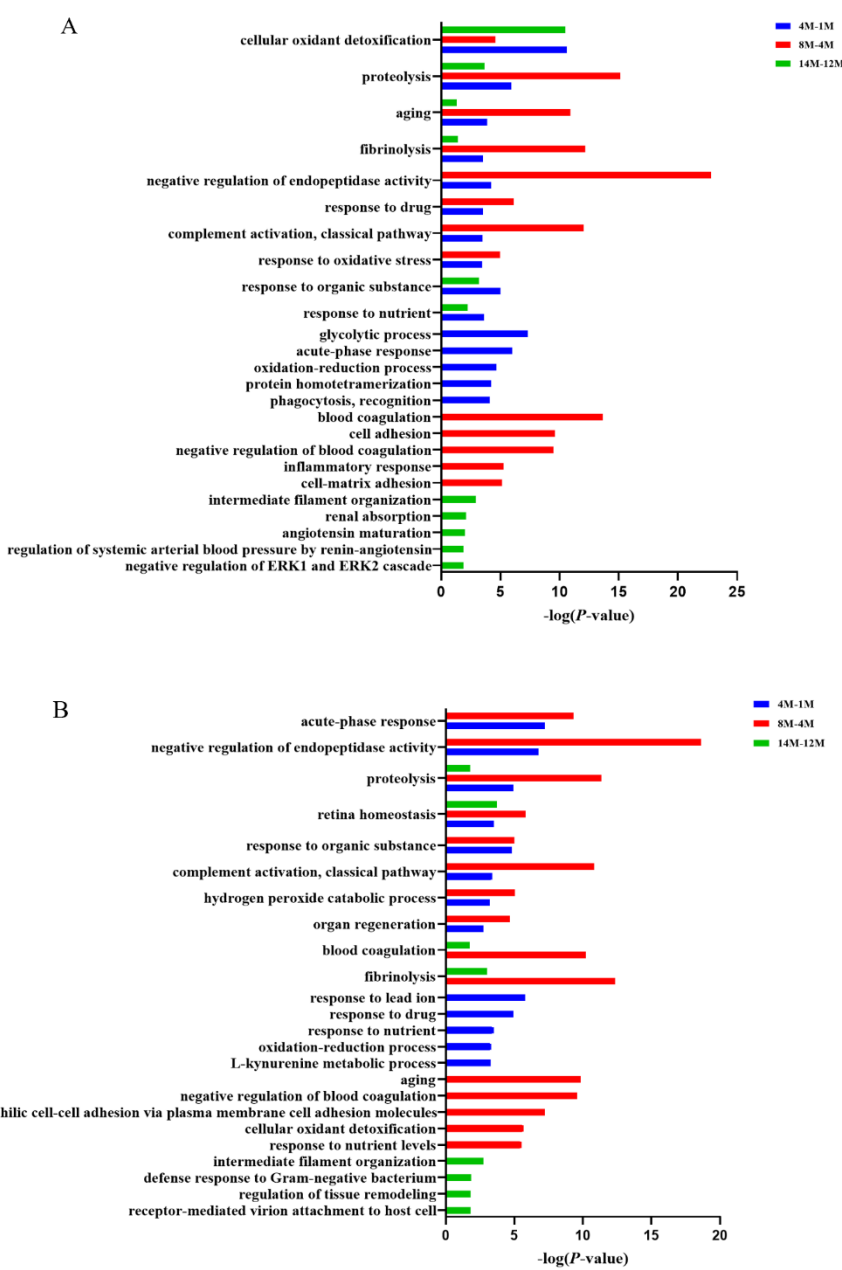 A
4M-1M
8M-4M
14M-12M
cellular oxidant detoxification
proteolysis
aging
fibrinolysis
negative regulation of endopeptidase activity
response to drug
complement activation, classical pathway
response to oxidative stress
response to organic substance
response to nutrient
glycolytic process
acute-phase response
oxidation-reduction process
protein homotetramerization
phagocytosis, recognition
blood coagulation
cell adhesion
negative regulation of blood coagulation
inflammatory response
cell-matrix adhesion
intermediate filament organization
renal absorption
angiotensin maturation
regulation of systemic arterial blood pressure by renin-angiotensin
negative regulation of ERK1 and ERK2 cascade
0 5 10 15 20 25
-log(P-value)
B
4M-1M
8M-4M
14M-12M
acute-phase response
negative regulation of endopeptidase activity
proteolysis
retina homeostasis
response to organic substance
complement activation, classical pathway
hydrogen peroxide catabolic process
organ regeneration
blood coagulation
fibrinolysis
response to lead ion
response to drug
response to nutrient
oxidation-reduction process
L-kynurenine metabolic process
aging
negative regulation of blood coagulation
hilic cell-cell adhesion via plasma membrane cell adhesion molecules
cellular oxidant detoxification
response to nutrient levels
intermediate filament organization
defense response to Gram-negative bacterium
regulation of tissue remodeling
receptor-mediated virion attachment to host cell
0 5 10 15 20
-log(P-value)